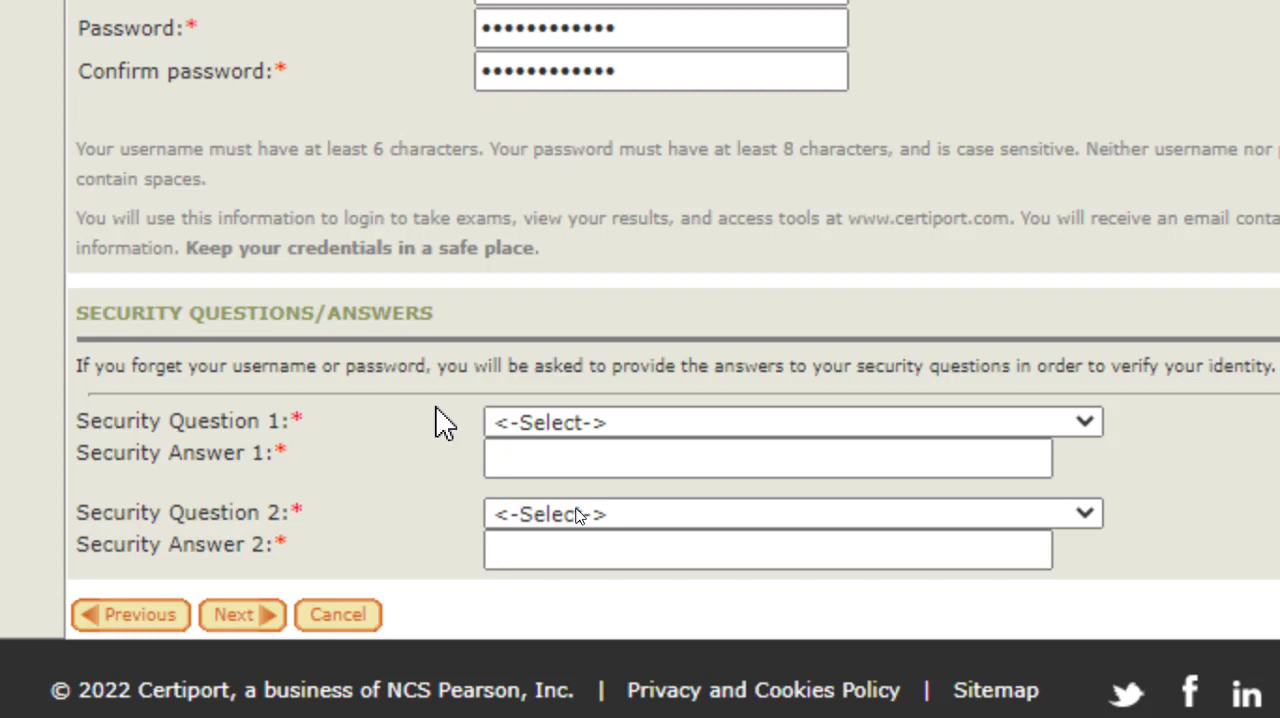 Password:*
••••••••••••
Confirm password:*
••••••••••••
Your username must have at least 6 characters. Your password must have at least 8 characters, and is case sensitive. Neither username nor
contain spaces.
You will use this information to login to take exams, view your results, and access tools at www.certiport.com. You will receive an email
information. Keep your credentials in a safe place.
SECURITY QUESTIONS/ANSWERS
If you forget your username or password, you will be asked to provide the answers to your security questions in order to verify your identity.
Security Question 1:* <-Select->
Security Answer 1:*
Security Question 2:* <-Select->
Security Answer 2:*
Previous Next Cancel
© 2022 Certiport, a business of NCS Pearson, Inc. | Privacy and Cookies Policy | Sitemap